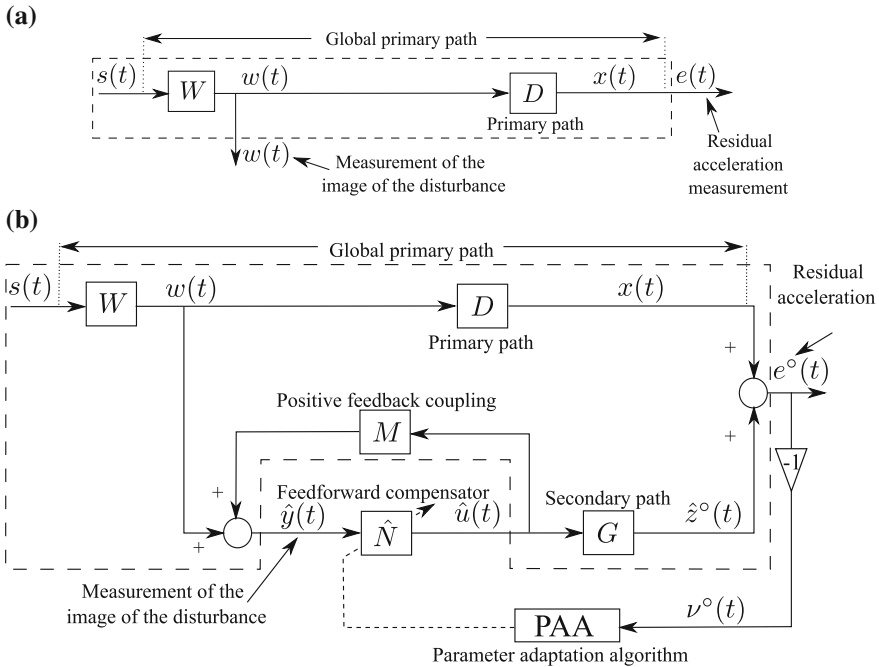 (a)
Global primary path
s(t)
W
w(t)
D
x(t)
e(t)
Primary path
w(t)
Measurement of the
image of the disturbance
Residual
acceleration
measurement
(b)
Global primary path
s(t)
W
w(t)
D
x(t)
Primary path
Residual
acceleration
+
e°(t)
Positive feedback coupling
M
+
-1
+
Feedforward compensator
Secondary path
ŷ(t)
N̂
û(t)
G
ẑ°(t)
+
Measurement of the
image of the disturbance
PAA
ν°(t)
Parameter adaptation algorithm